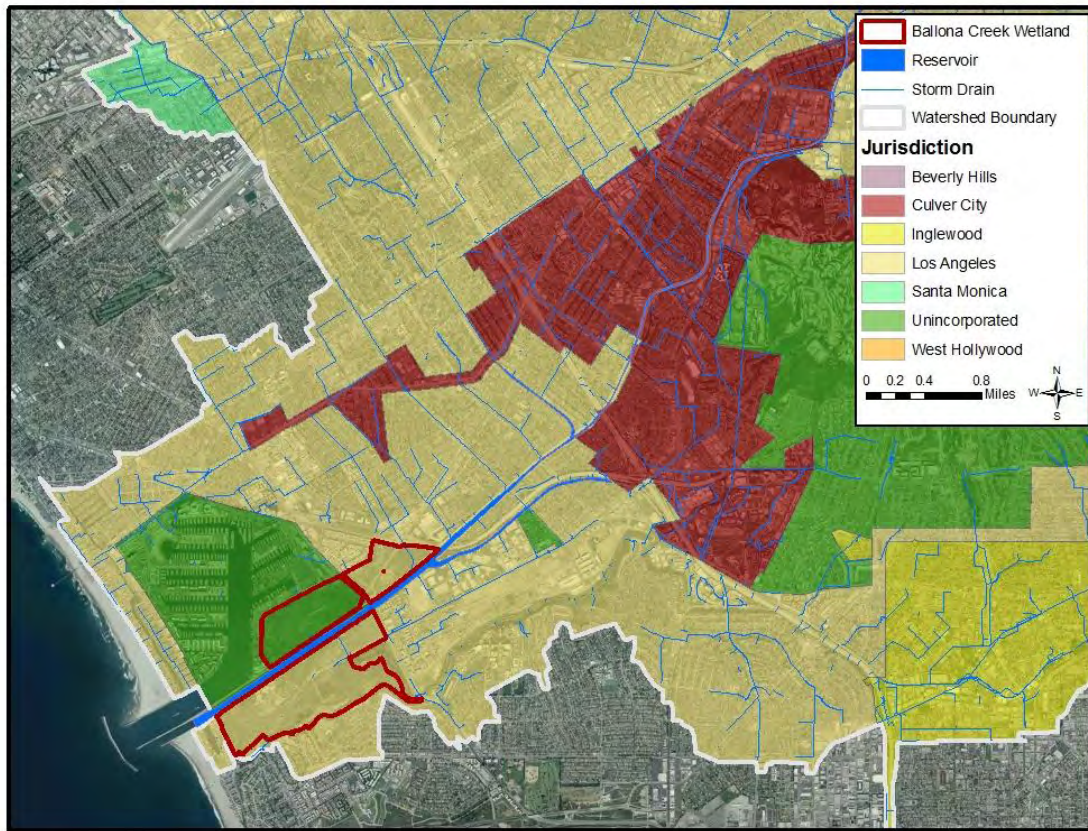 Ballona Creek Wetland
Reservoir
Storm Drain
Watershed Boundary
Jurisdiction
Beverly Hills
Culver City
Inglewood
Los Angeles
Santa Monica
Unincorporated
West Hollywood
0 0.2 0.4 0.8
Miles
N
W E
S